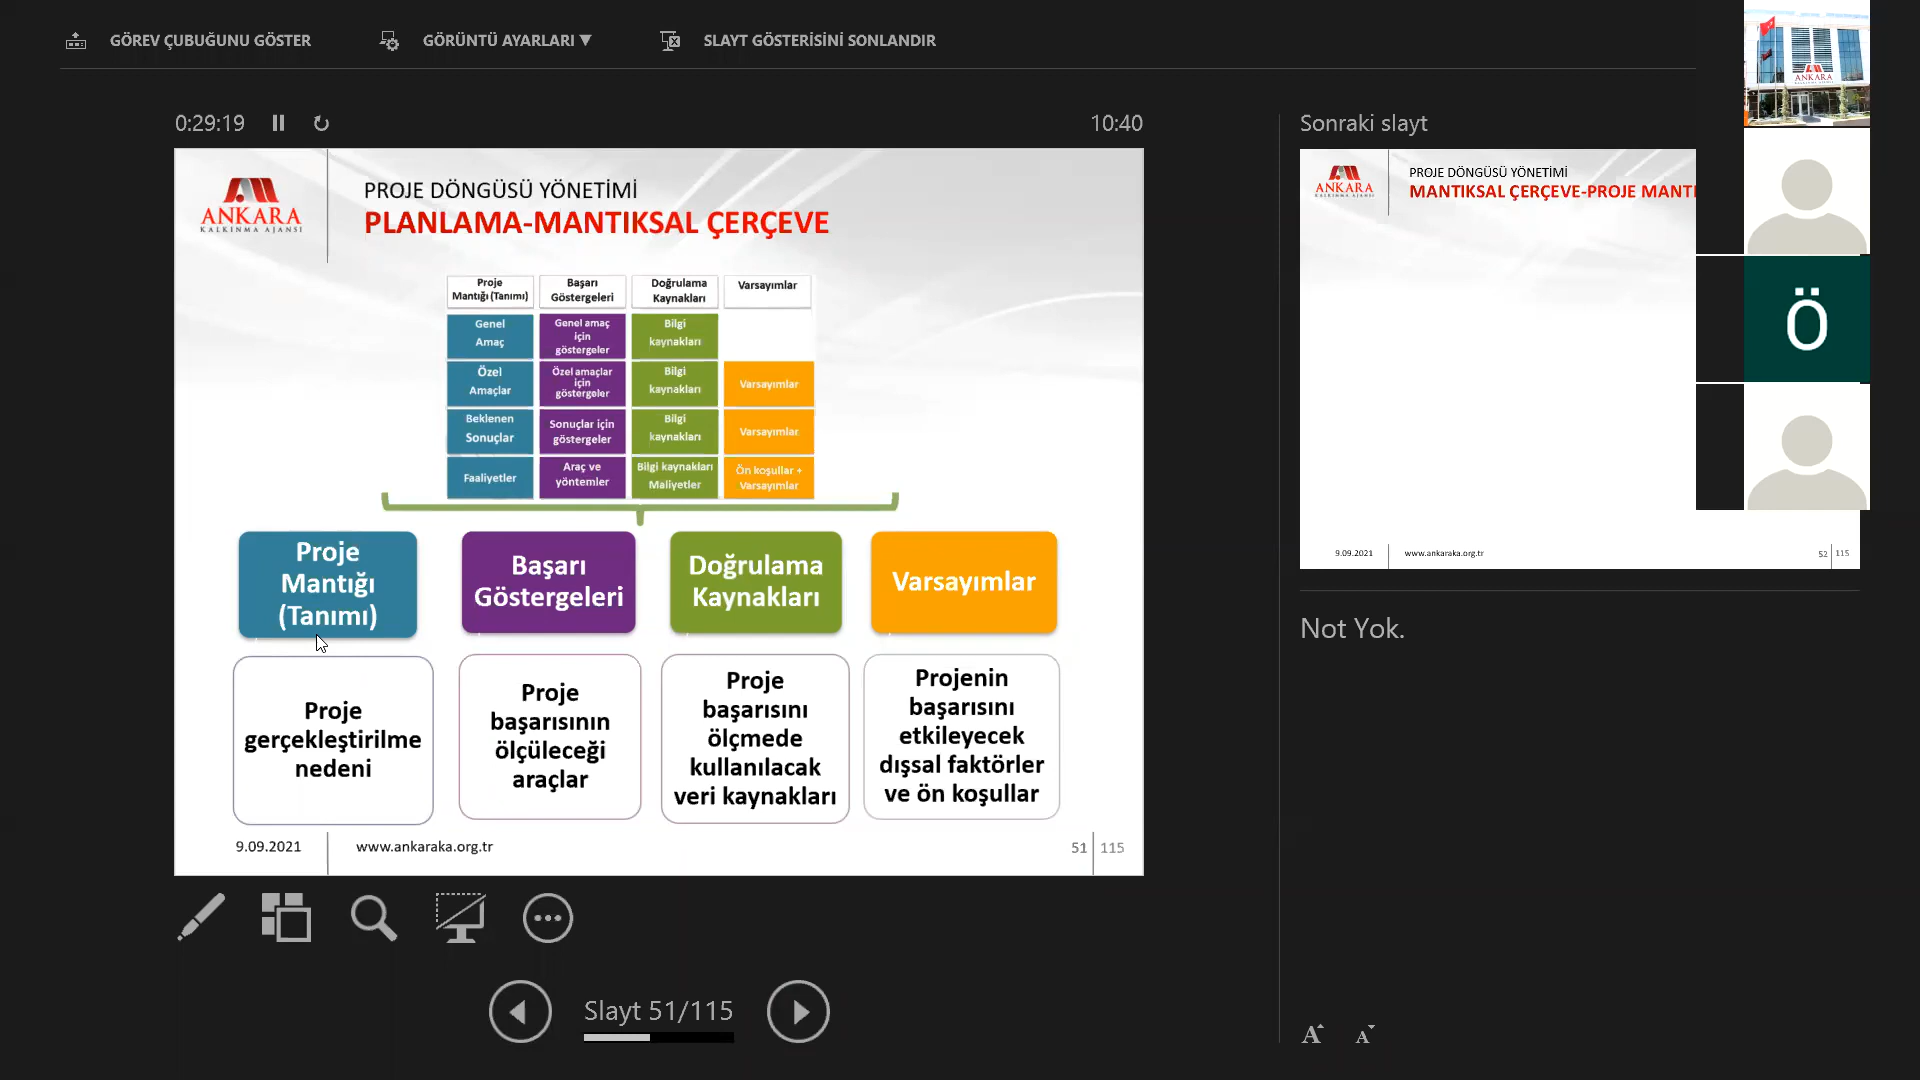 GÖREV ÇUBUĞUNU GÖSTER
GÖRÜNTÜ AYARLARI ▼
SLAYT GÖSTERİSİNİ SONLANDIR
ANKARA
0:29:19
10:40
Sonraki slayt
ANKARA
KALKINMA AJANSI
PROJE DÖNGÜSÜ YÖNETİMİ
PLANLAMA-MANTIKSAL ÇERÇEVE
Proje
Mantığı (Tanımı)
Başarı
Göstergeleri
Doğrulama
Kaynakları
Varsayımlar
Genel
Amaç
Genel amaç
için
göstergeler
Bilgi
kaynakları
Özel
Amaçlar
Özel amaçlar
için
göstergeler
Bilgi
kaynakları
Varsayımlar
Beklenen
Sonuçlar
Sonuçlar için
göstergeler
Bilgi
kaynakları
Varsayımlar
Faaliyetler
Araç ve
yöntemler
Bilgi kaynakları
Maliyetler
Ön koşullar +
Varsayımlar
Proje
Mantığı
(Tanımı)
Başarı
Göstergeleri
Doğrulama
Kaynakları
Varsayımlar
Proje
gerçekleştirilme
nedeni
Proje
başarısının
ölçüleceği
araçlar
Proje
başarısını
ölçmede
kullanılacak
veri kaynakları
Projenin
başarısını
etkileyecek
dışsal faktörler
ve ön koşullar
9.09.2021
www.ankaraka.org.tr
51
115
ANKARA
KALKINMA AJANSI
PROJE DÖNGÜSÜ YÖNETİMİ
MANTIKSAL ÇERÇEVE-PROJE MANTI
Ö
9.09.2021
www.ankaraka.org.tr
52
115
Not Yok.
Slayt 51/115
A
A